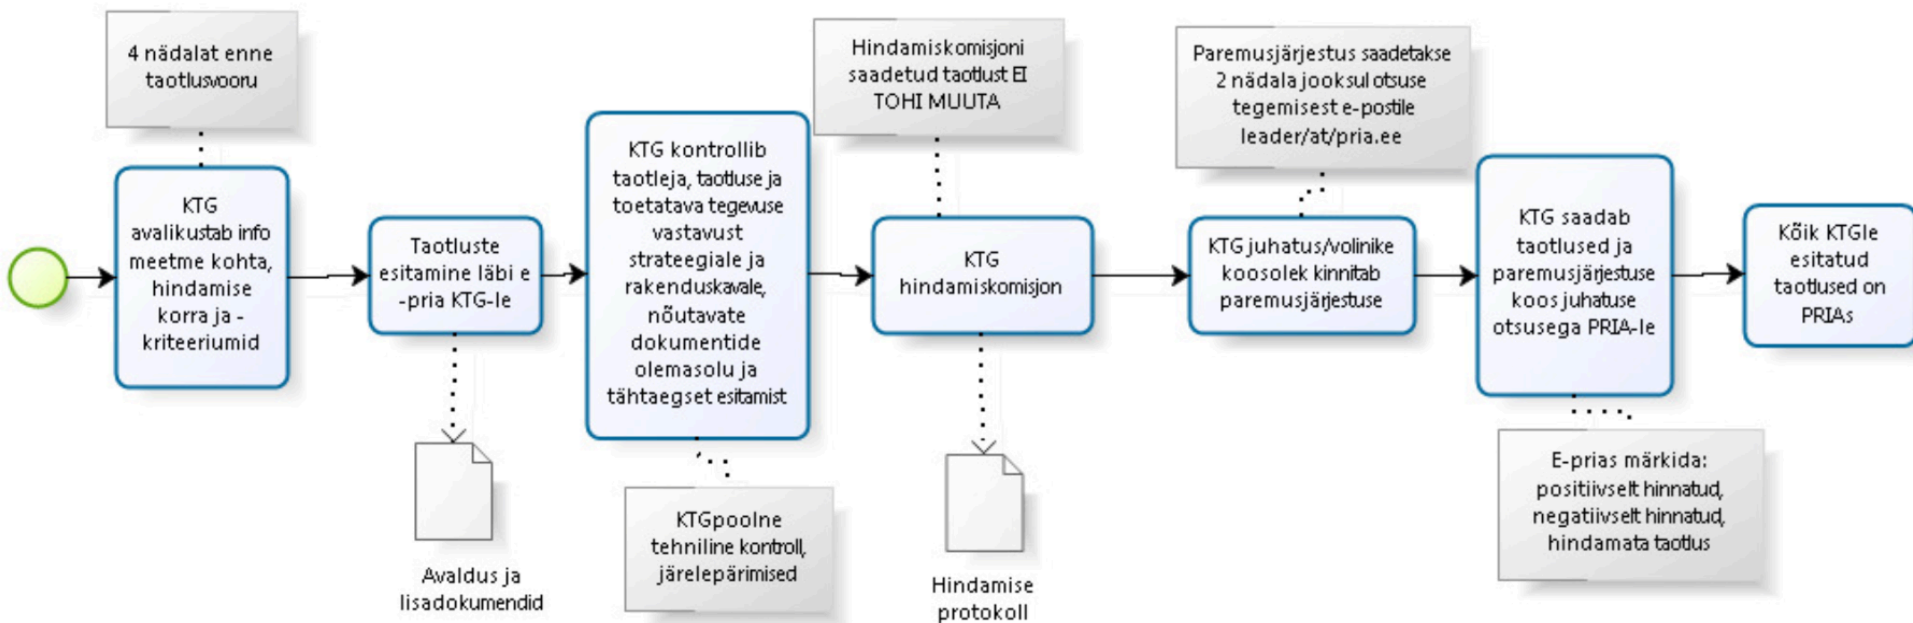 4 nädalat enne
taotlusvooru
KTG
avalikustab info
meetme kohta,
hindamise
korra ja -
kriteeriumid
Taotluste
esitamine läbi e
-pria KTG-le
Avaldus ja
lisadokumendid
KTG kontrollib
taotleja, taotluse ja
toetatava tegevuse
vastavust
strateegiale ja
rakenduskavale,
nõutavate
dokumentide
olemasolu ja
tähtaegset esitamist
KTGpoolne
tehniline kontroll,
järelepärimised
Hindamiskomisjoni
saadetud taotlust EI
TOHI MUUTA
KTG
hindamiskomisjon
Hindamise
protokoll
Paremusjärjestus saadetakse
2 nädala jooksul otsuse
tegemisest e-postile
leader/at/pria.ee
KTG juhatus/volinike
koosolek kinnitab
paremusjärjestuse
KTG saadab
taotlused ja
paremusjärjestuse
koos juhatuse
otsusega PRIA-le
E-prias märkida:
positiivselt hinnatud,
negatiivselt hinnatud,
hindamata taotlus
Kõik KTGle
esitatud
taotlused on
PRIAs